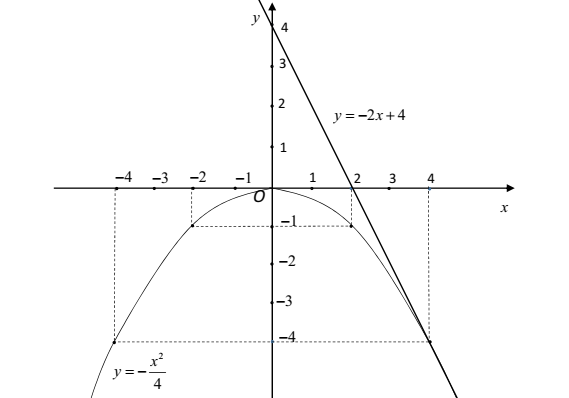 y
4
3
2
y = −2x + 4
1
−4 −3 −2 −1 1 2 3 4
O
x
−1
−2
−3
−4
y = −x²/4